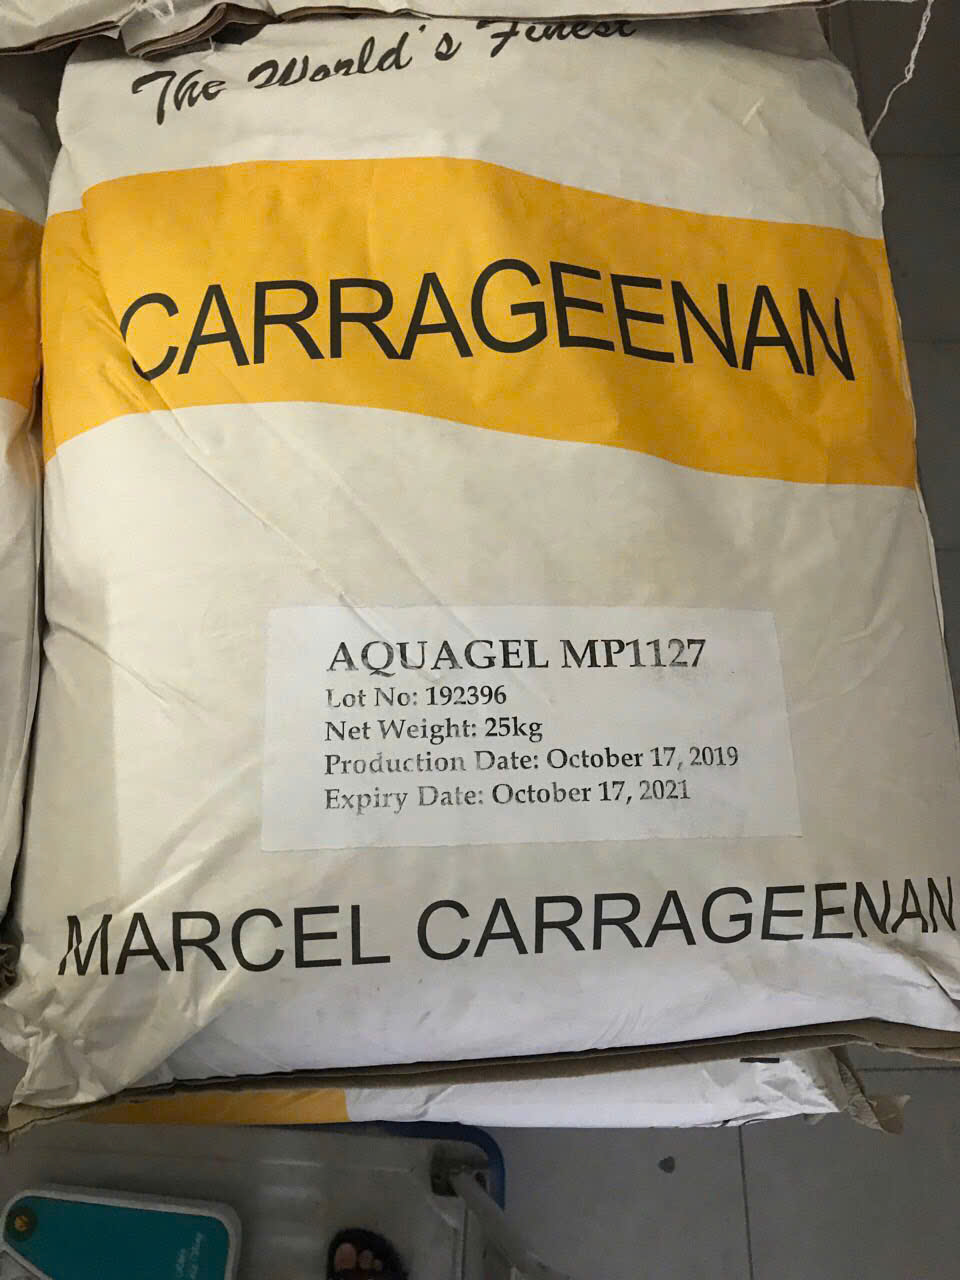 The World's Finest
CARRAGEENAN
AQUAGEL MP1127
Lot No: 192396
Net Weight: 25kg
Production Date: October 17, 2019
Expiry Date: October 17, 2021
MARCEL CARRAGEENAN